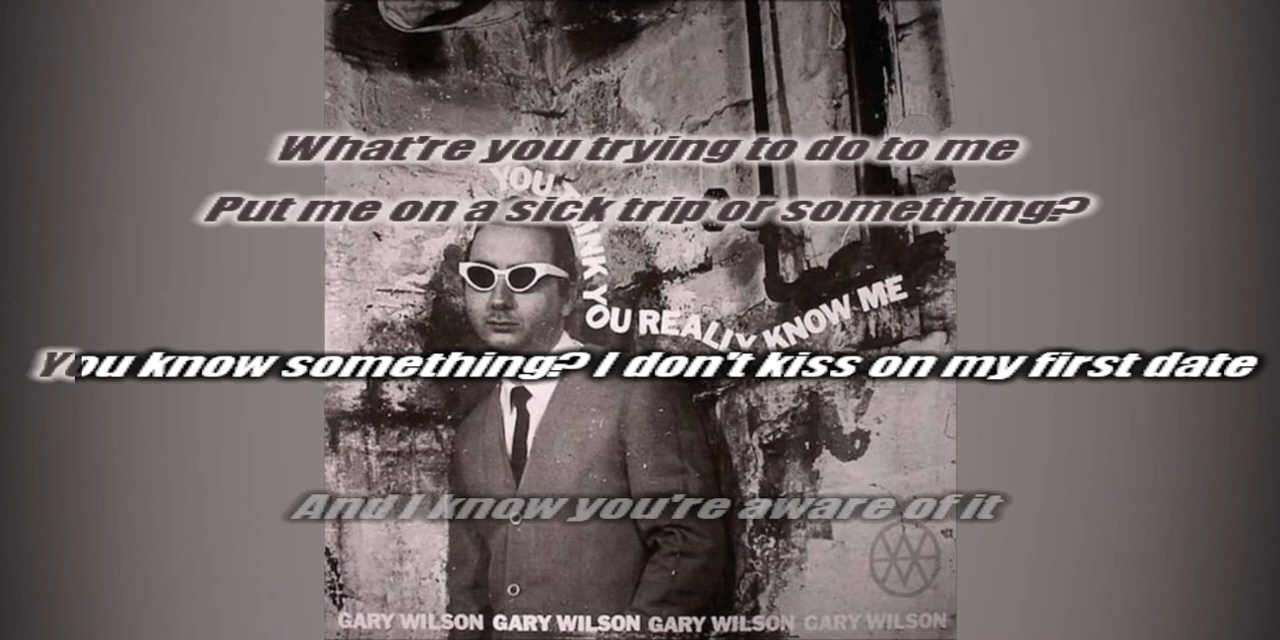 What're you trying to do to me
Put me on a sick trip or something?
YOU THINK YOU REALLY KNOW ME
You know something? I don't kiss on my first date
And I know you're aware of it
GARY WILSON GARY WILSON GARY WILSON GARY WILSON